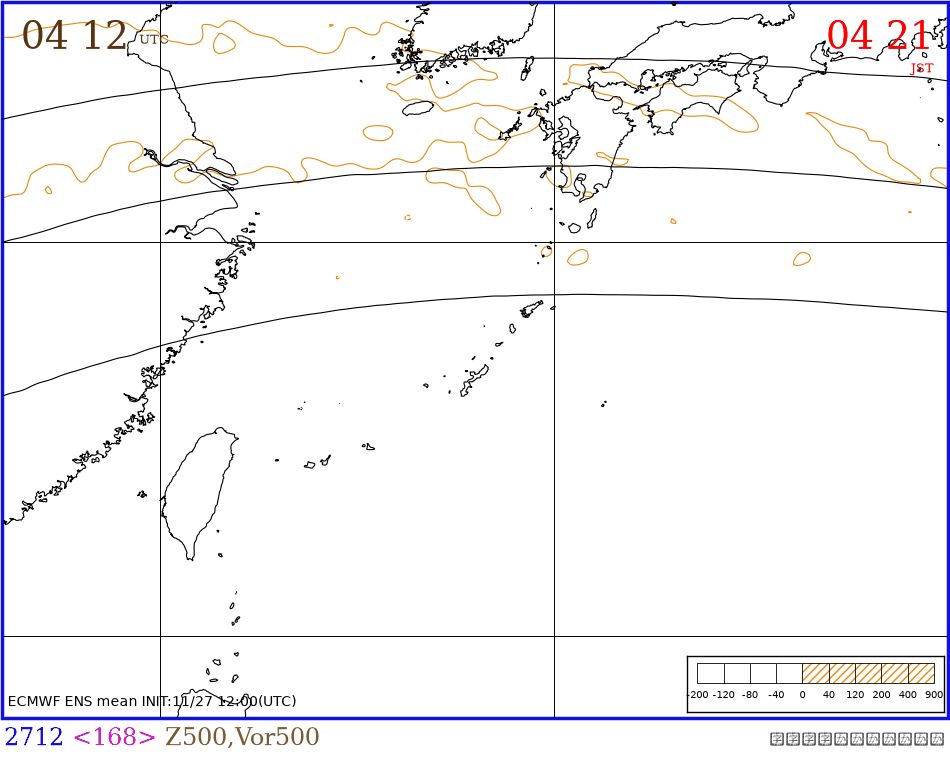 04 12 UTC
04 21
JST
-200 -120 -80 -40 0 40 120 200 400 900
ECMWF ENS mean INIT:11/27 12:00(UTC)
2712 <168> Z500,Vor500